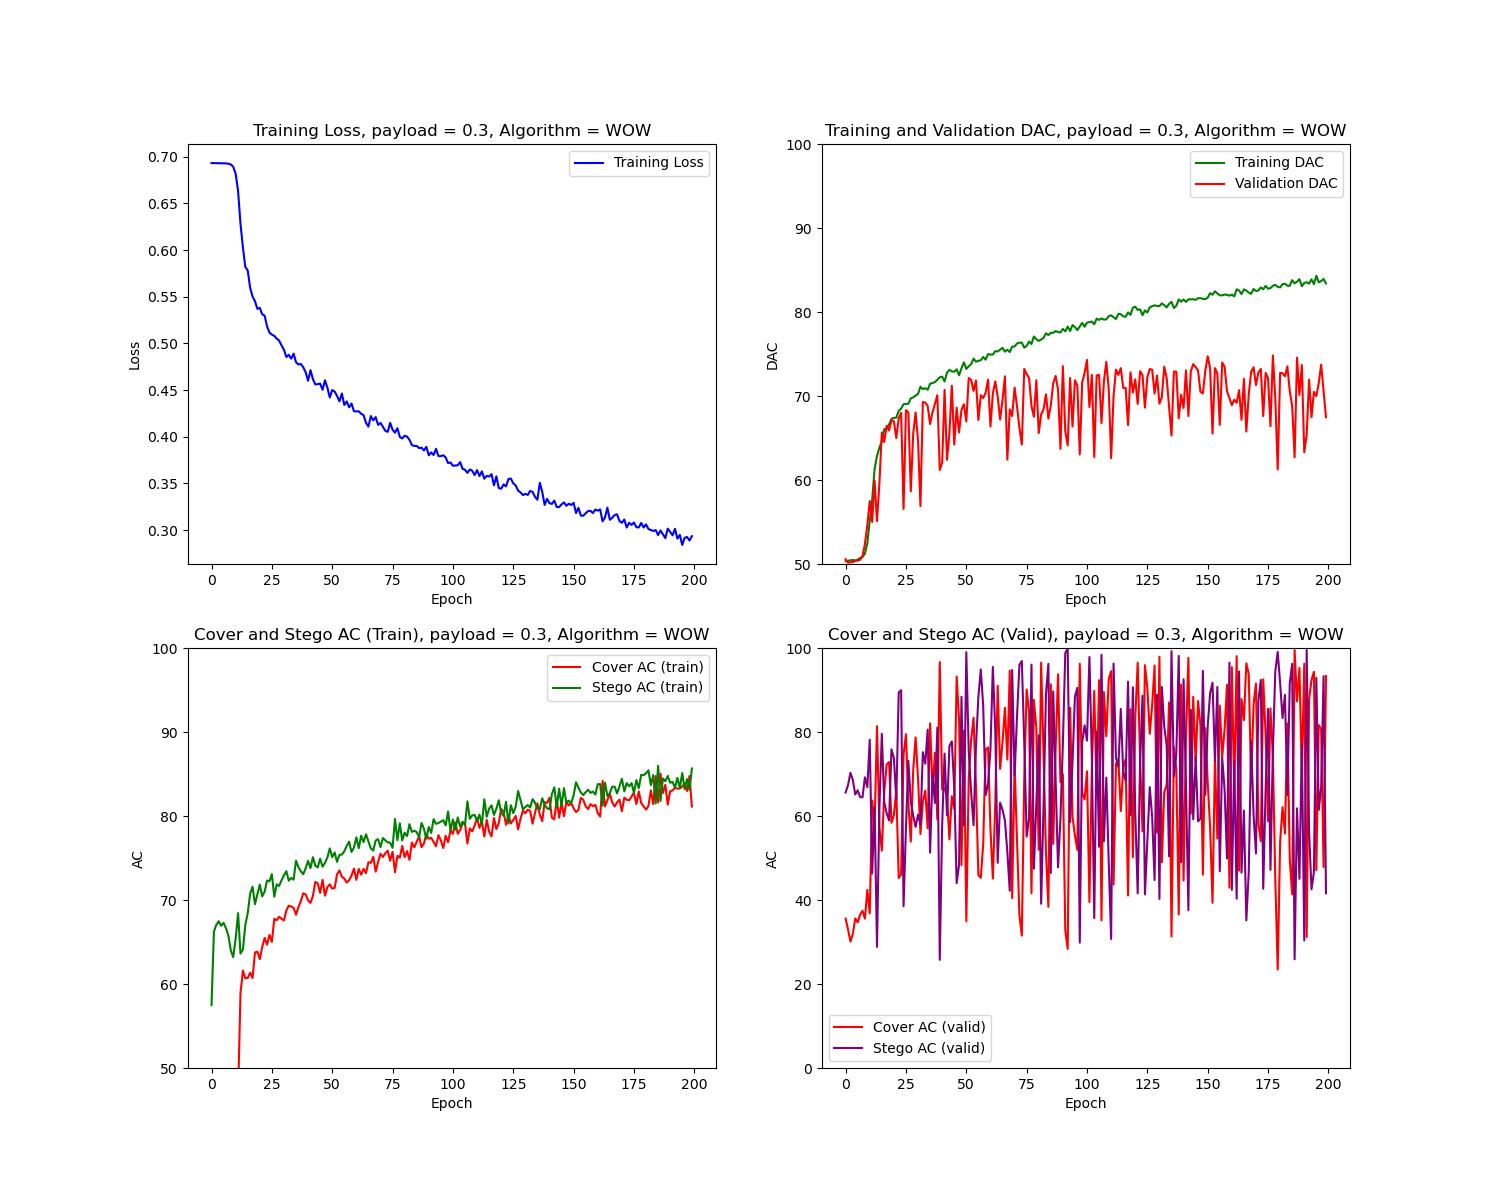 Training Loss, payload = 0.3, Algorithm = WOW
Training Loss
0.70
0.65
0.60
0.55
0.50
0.45
0.40
0.35
0.30
Loss
0 25 50 75 100 125 150 175 200
Epoch
Training and Validation DAC, payload = 0.3, Algorithm = WOW
Training DAC
Validation DAC
100
90
80
70
60
50
DAC
0 25 50 75 100 125 150 175 200
Epoch
Cover and Stego AC (Train), payload = 0.3, Algorithm = WOW
Cover AC (train)
Stego AC (train)
100
90
80
70
60
50
AC
0 25 50 75 100 125 150 175 200
Epoch
Cover and Stego AC (Valid), payload = 0.3, Algorithm = WOW
100
80
60
40
20
0
AC
Cover AC (valid)
Stego AC (valid)
0 25 50 75 100 125 150 175 200
Epoch